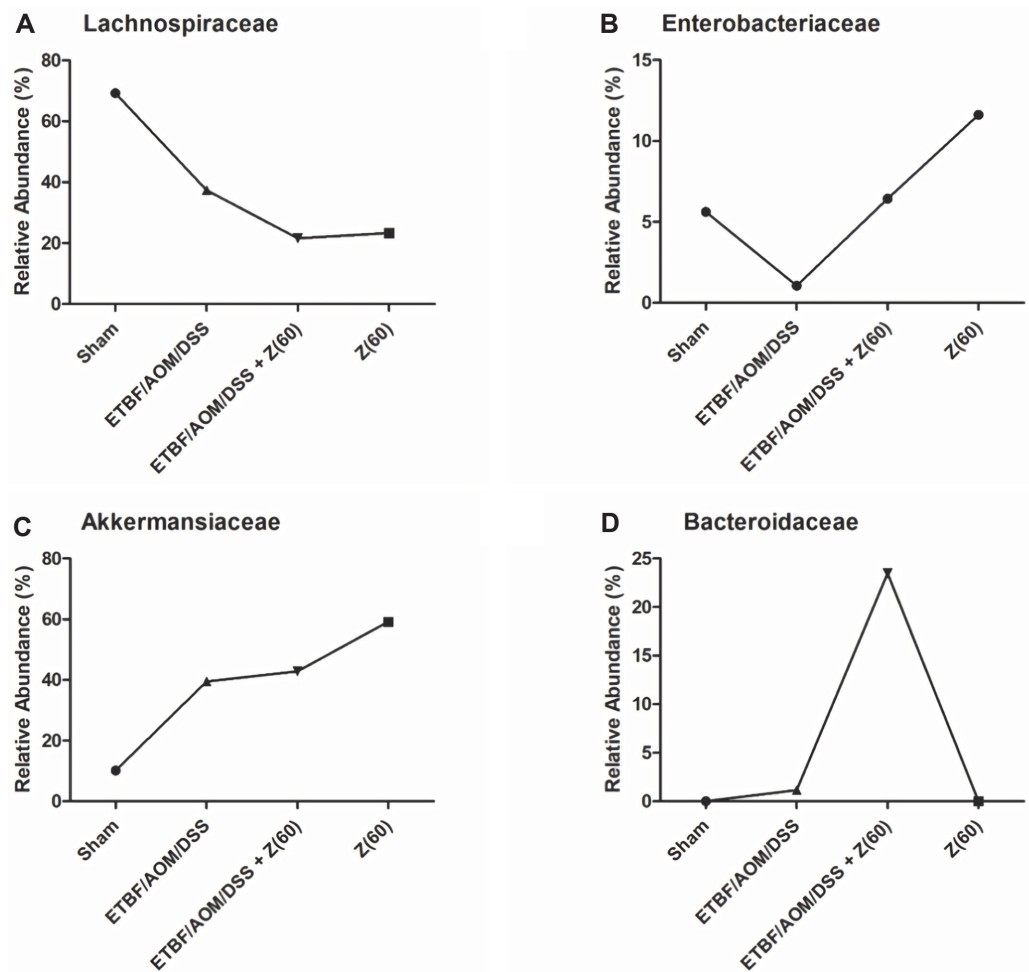 A Lachnospiraceae
Relative Abundance (%)
80
60
40
20
0
Sham
ETBF/AOM/DSS
ETBF/AOM/DSS + Z(60)
Z(60)
B Enterobacteriaceae
Relative Abundance (%)
15
10
5
0
Sham
ETBF/AOM/DSS
ETBF/AOM/DSS + Z(60)
Z(60)
C Akkermansiaceae
Relative Abundance (%)
80
60
40
20
0
Sham
ETBF/AOM/DSS
ETBF/AOM/DSS + Z(60)
Z(60)
D Bacteroidaceae
Relative Abundance (%)
25
20
15
10
5
0
Sham
ETBF/AOM/DSS
ETBF/AOM/DSS + Z(60)
Z(60)